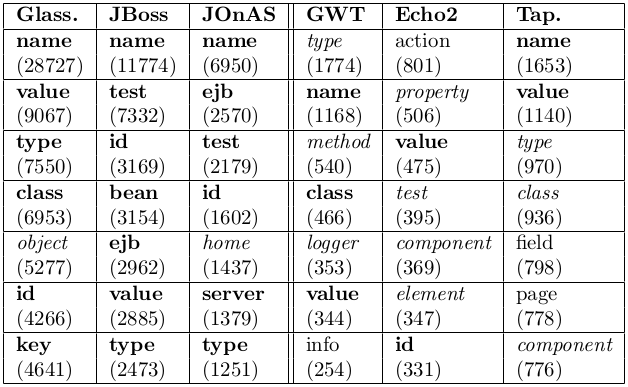 Glass. JBoss JOnAS GWT Echo2 Tap.
name name name type action name
(28727) (11774) (6950) (1774) (801) (1653)
value test ejb name property value
(9067) (7332) (2570) (1168) (506) (1140)
type id test method value type
(7550) (3169) (2179) (540) (475) (970)
class bean id class test class
(6953) (3154) (1602) (466) (395) (936)
object ejb home logger component field
(5277) (2962) (1437) (353) (369) (798)
id value server value element page
(4266) (2885) (1379) (344) (347) (778)
key type type info id component
(4641) (2473) (1251) (254) (331) (776)